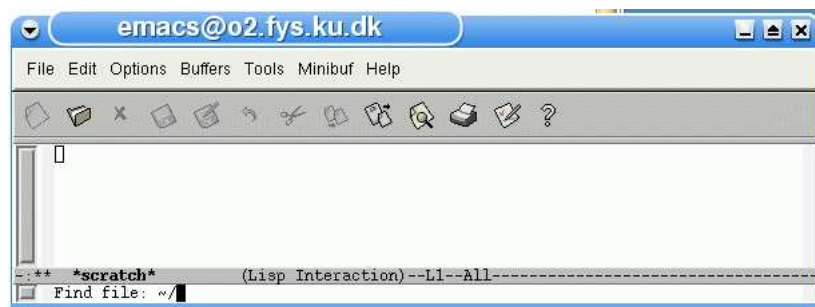 emacs@o2.fys.ku.dk
File Edit Options Buffers Tools Minibuf Help
-:** *scratch* (Lisp Interaction)--L1--All----------------------------------
Find file: ~/